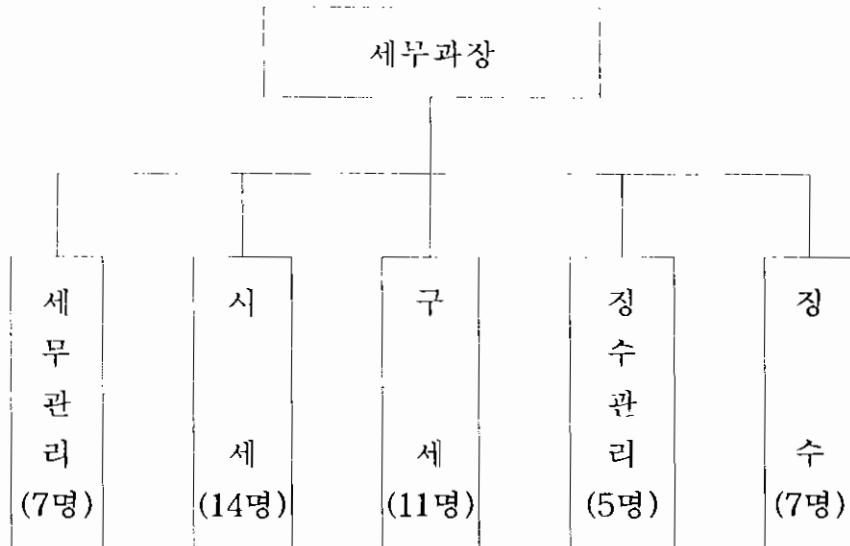 세무과장
세무관리
(7명)
시세
(14명)
구세
(11명)
징수관리
(5명)
징수
(7명)